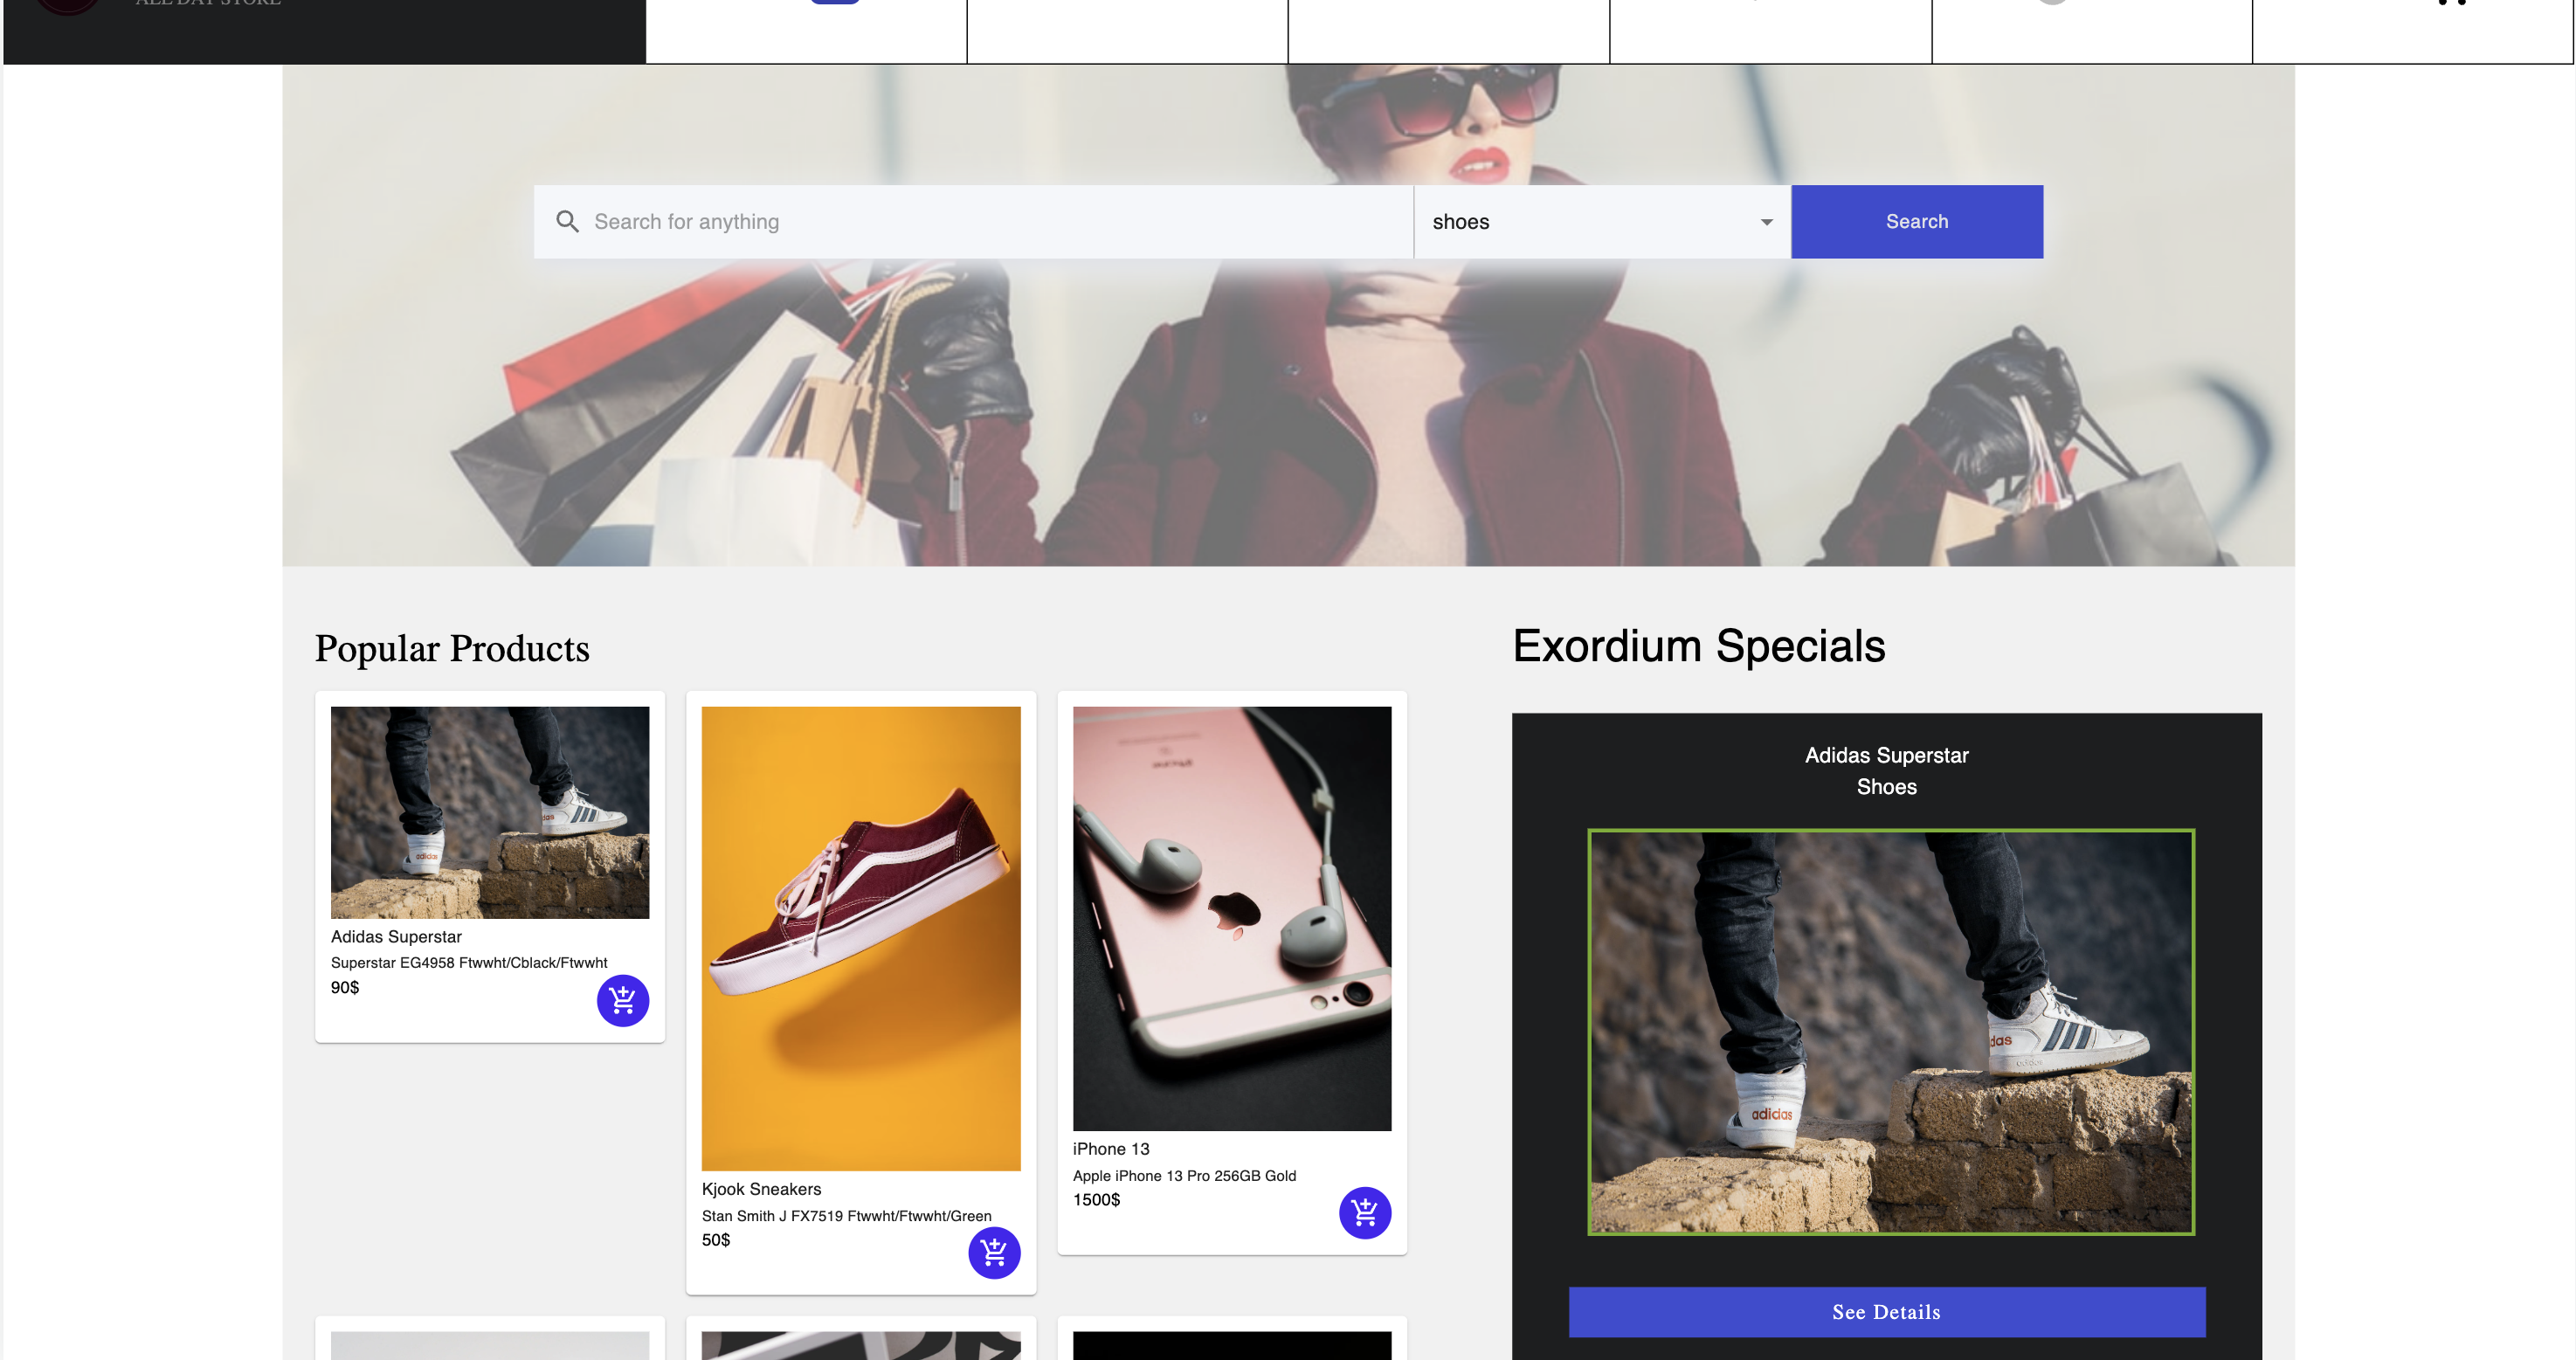 ALL DAY STORE
Search for anything
shoes
Search
Popular Products
Exordium Specials
Adidas Superstar
Superstar EG4958 Ftwwht/Cblack/Ftwwht
90$
Kjook Sneakers
Stan Smith J FX7519 Ftwwht/Ftwwht/Green
50$
iPhone 13
Apple iPhone 13 Pro 256GB Gold
1500$
Adidas Superstar
Shoes
das
adidas
See Details